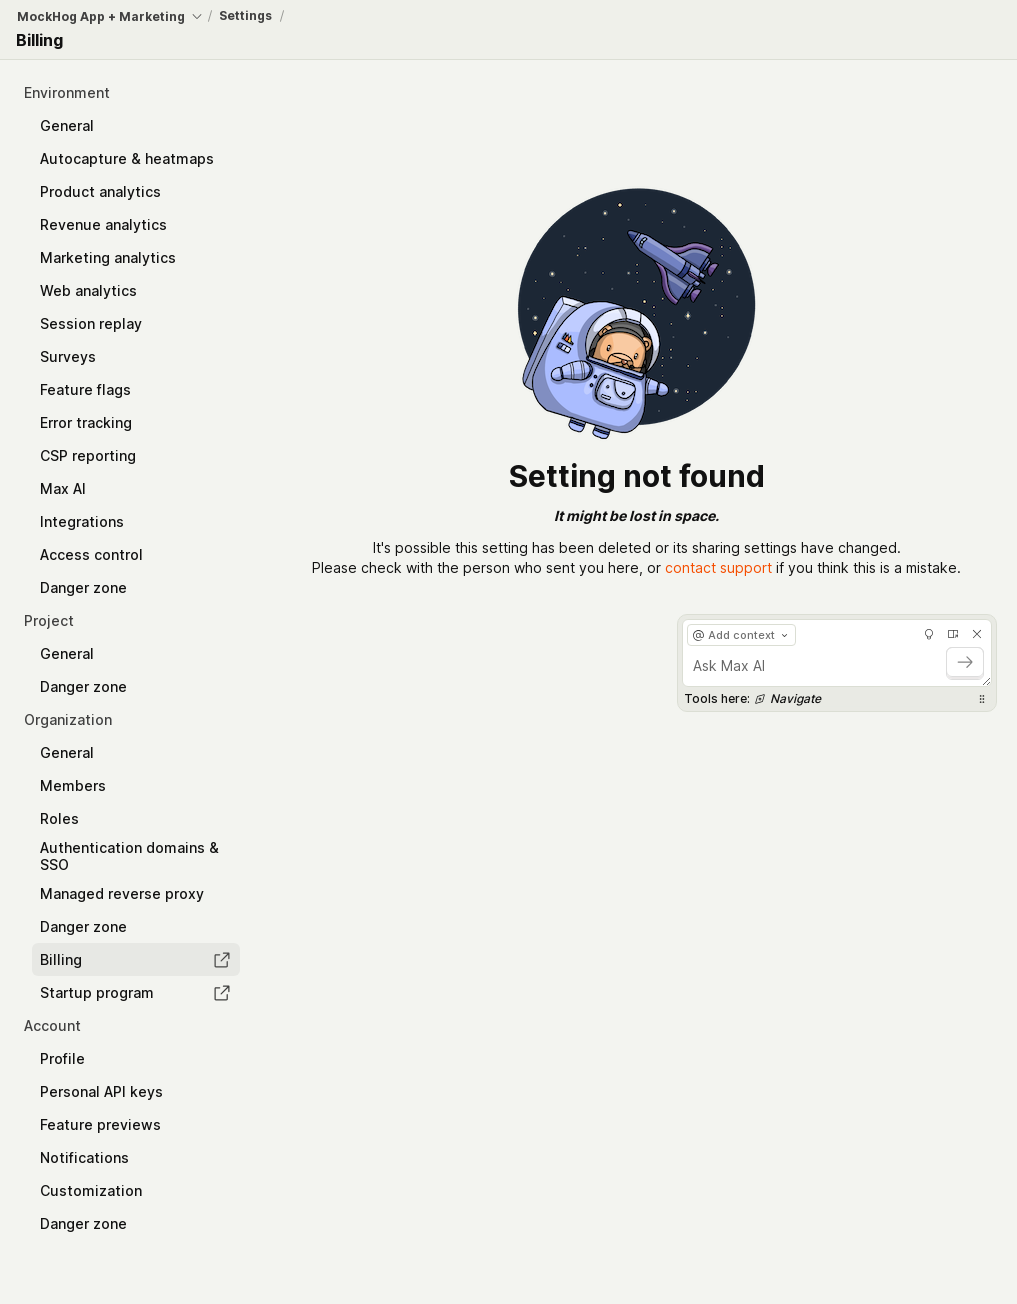 MockHog App + Marketing / Settings /
Billing
Environment
General
Autocapture & heatmaps
Product analytics
Revenue analytics
Marketing analytics
Web analytics
Session replay
Surveys
Feature flags
Error tracking
CSP reporting
Max AI
Integrations
Access control
Danger zone
Project
General
Danger zone
Organization
General
Members
Roles
Authentication domains &
SSO
Managed reverse proxy
Danger zone
Billing
Startup program
Account
Profile
Personal API keys
Feature previews
Notifications
Customization
Danger zone
Setting not found
It might be lost in space.
It's possible this setting has been deleted or its sharing settings have changed.
Please check with the person who sent you here, or contact support if you think this is a mistake.
@ Add context
Ask Max AI
Tools here: Navigate